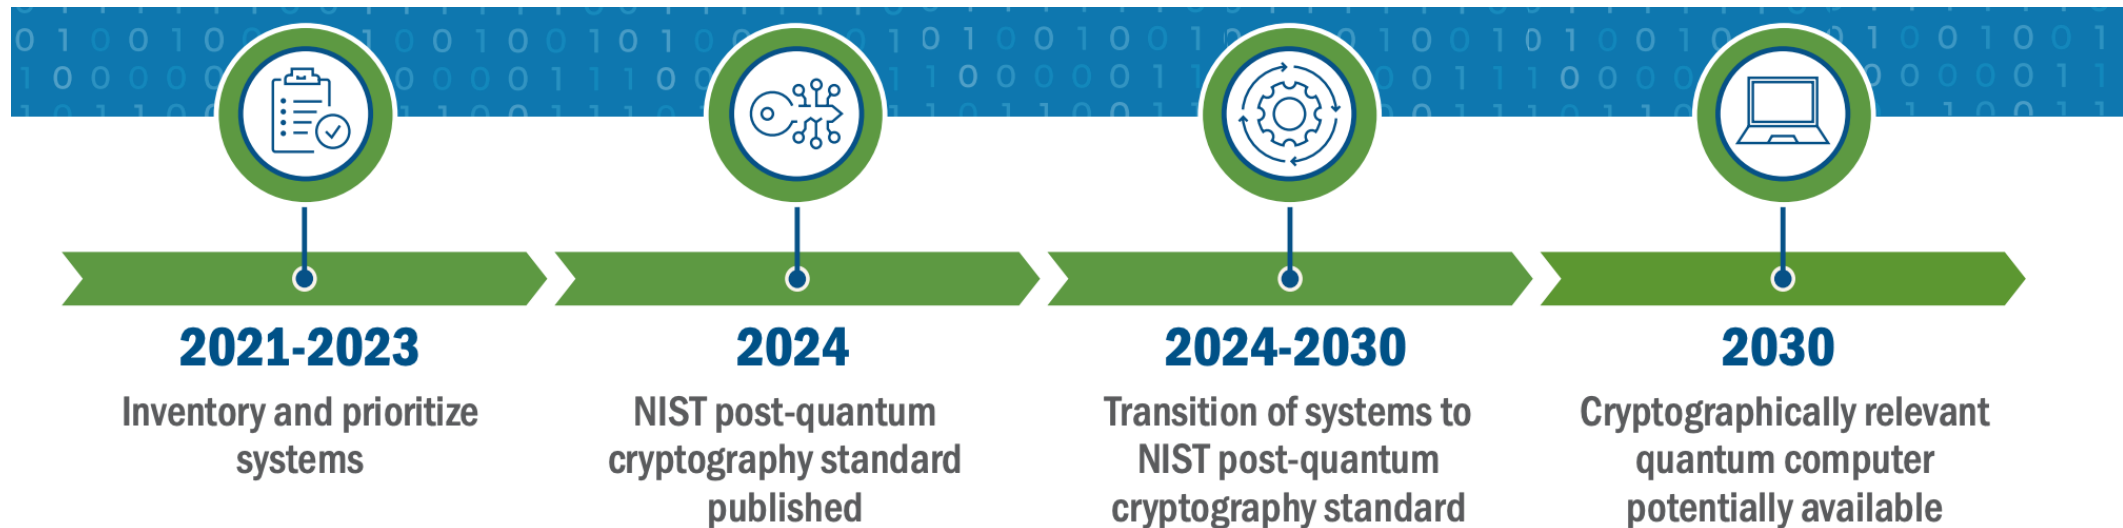 2021-2023
Inventory and prioritize
systems
2024
NIST post-quantum
cryptography standard
published
2024-2030
Transition of systems to
NIST post-quantum
cryptography standard
2030
Cryptographically relevant
quantum computer
potentially available